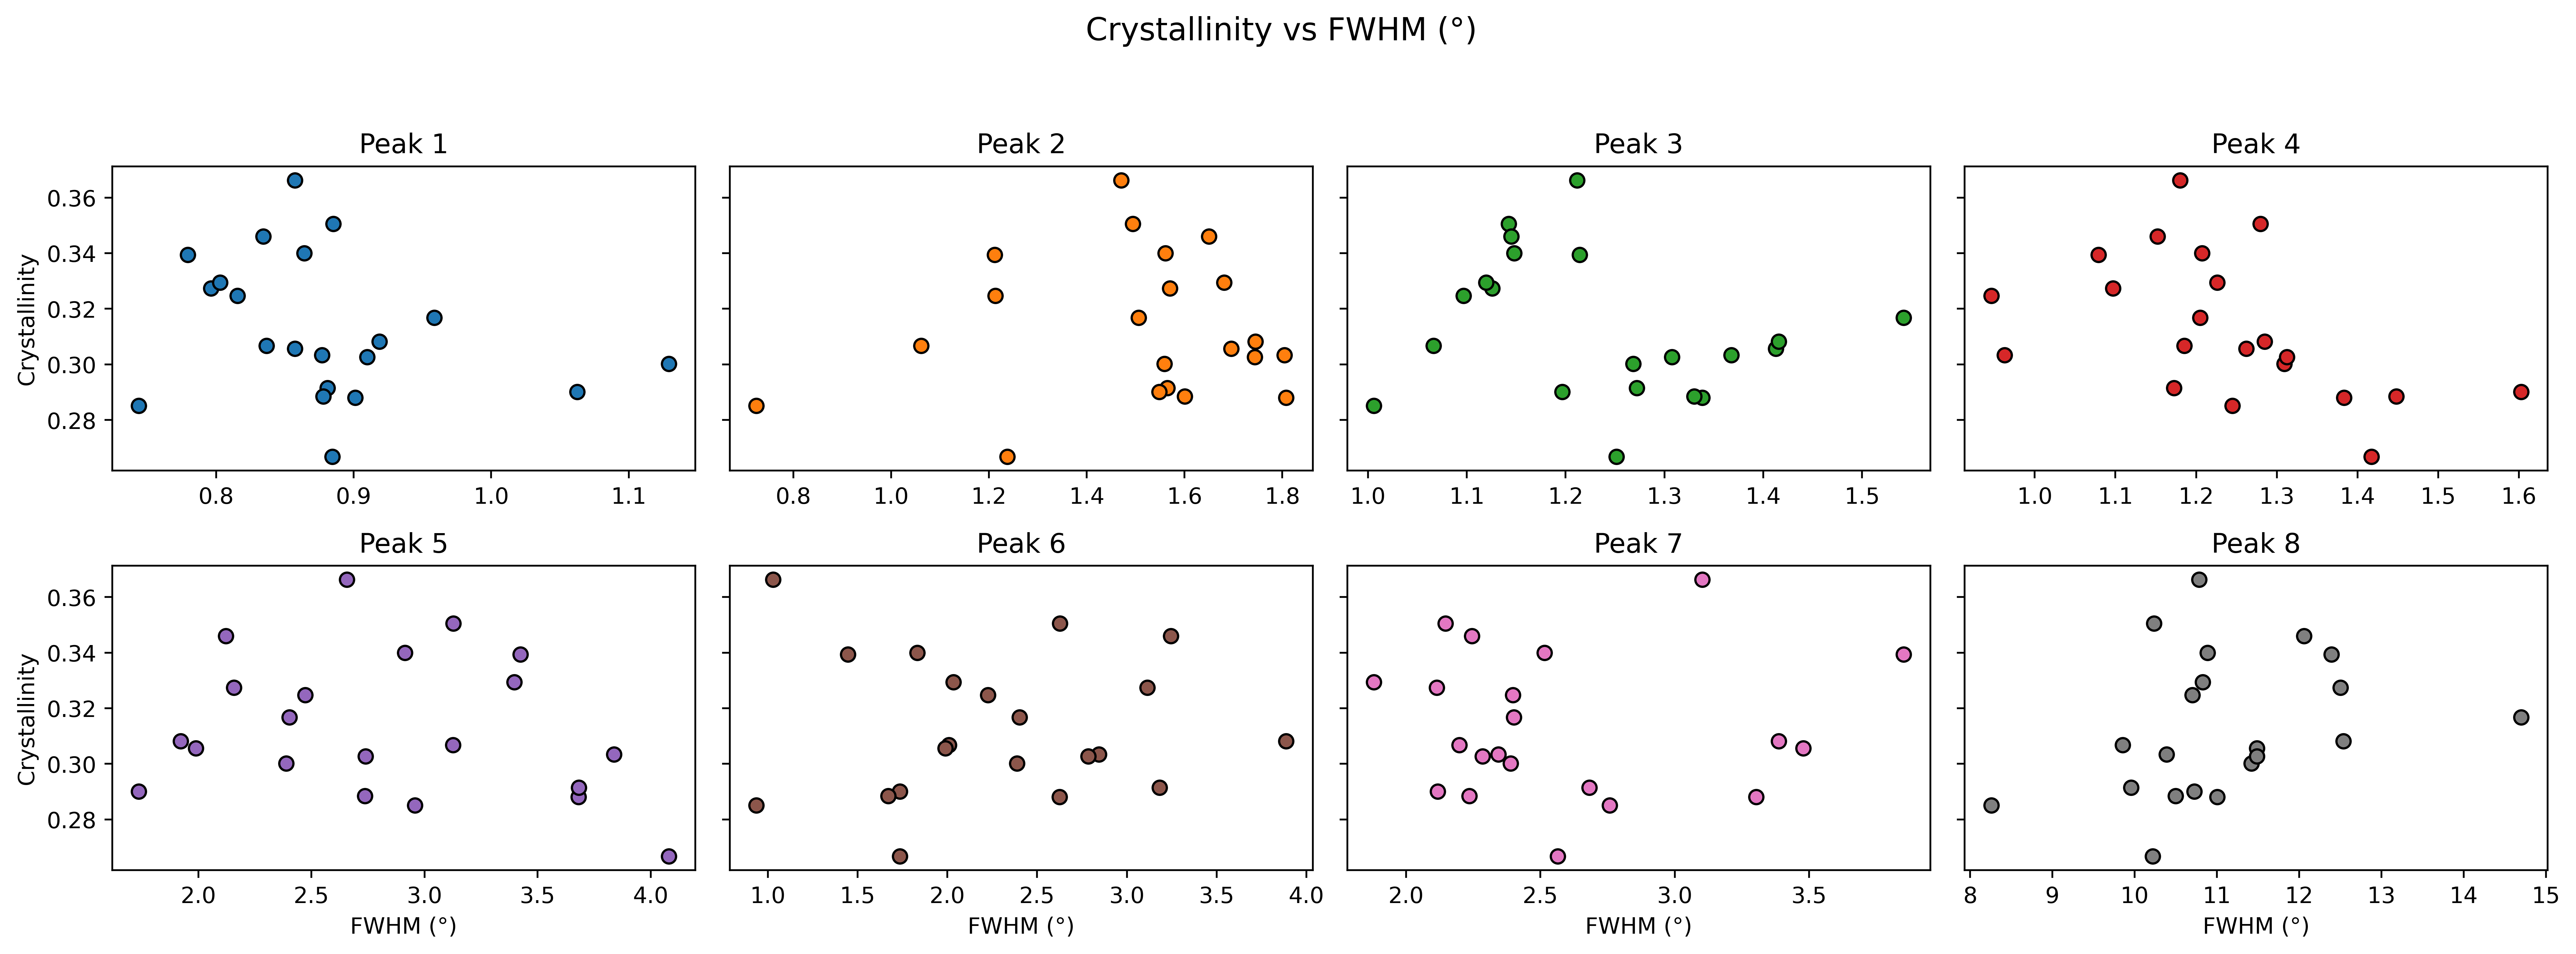 Crystallinity vs FWHM (°)
Peak 1
Peak 2
Peak 3
Peak 4
Crystallinity
0.36
0.34
0.32
0.30
0.28
0.8 0.9 1.0 1.1
0.8 1.0 1.2 1.4 1.6 1.8
1.0 1.1 1.2 1.3 1.4 1.5
1.0 1.1 1.2 1.3 1.4 1.5 1.6
Peak 5
Peak 6
Peak 7
Peak 8
Crystallinity
0.36
0.34
0.32
0.30
0.28
2.0 2.5 3.0 3.5 4.0
1.0 1.5 2.0 2.5 3.0 3.5 4.0
2.0 2.5 3.0 3.5
8 9 10 11 12 13 14 15
FWHM (°)
FWHM (°)
FWHM (°)
FWHM (°)